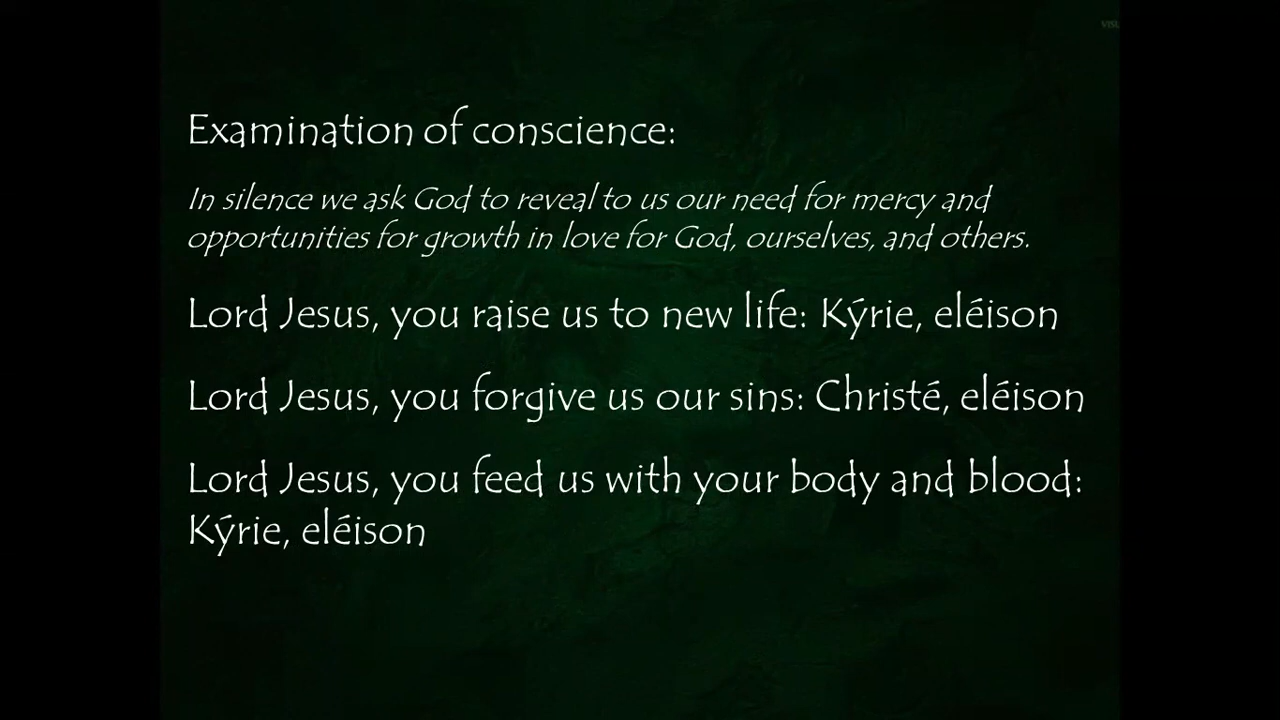 Examination of conscience:
In silence we ask God to reveal to us our need for mercy and
opportunities for growth in love for God, ourselves, and others.
Lord Jesus, you raise us to new life: Kýrie, eléison
Lord Jesus, you forgive us our sins: Christé, eléison
Lord Jesus, you feed us with your body and blood:
Kýrie, eléison